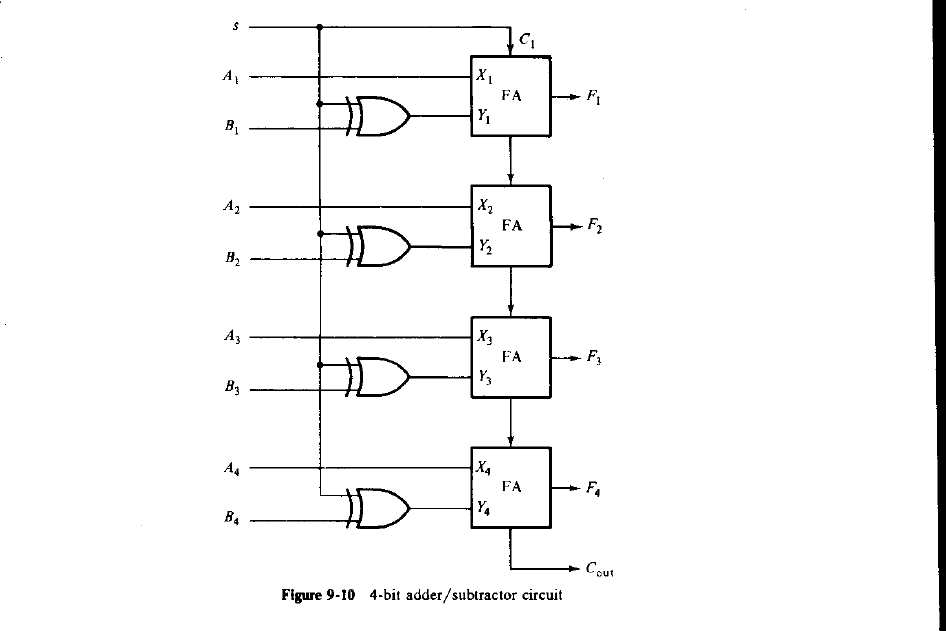 s
C₁
A₁
X₁
FA
F₁
B₁
Y₁
A₂
X₂
FA
F₂
B₂
Y₂
A₃
X₃
FA
F₃
B₃
Y₃
A₄
X₄
FA
F₄
B₄
Y₄
Cout
Figure 9-10 4-bit adder/subtractor circuit